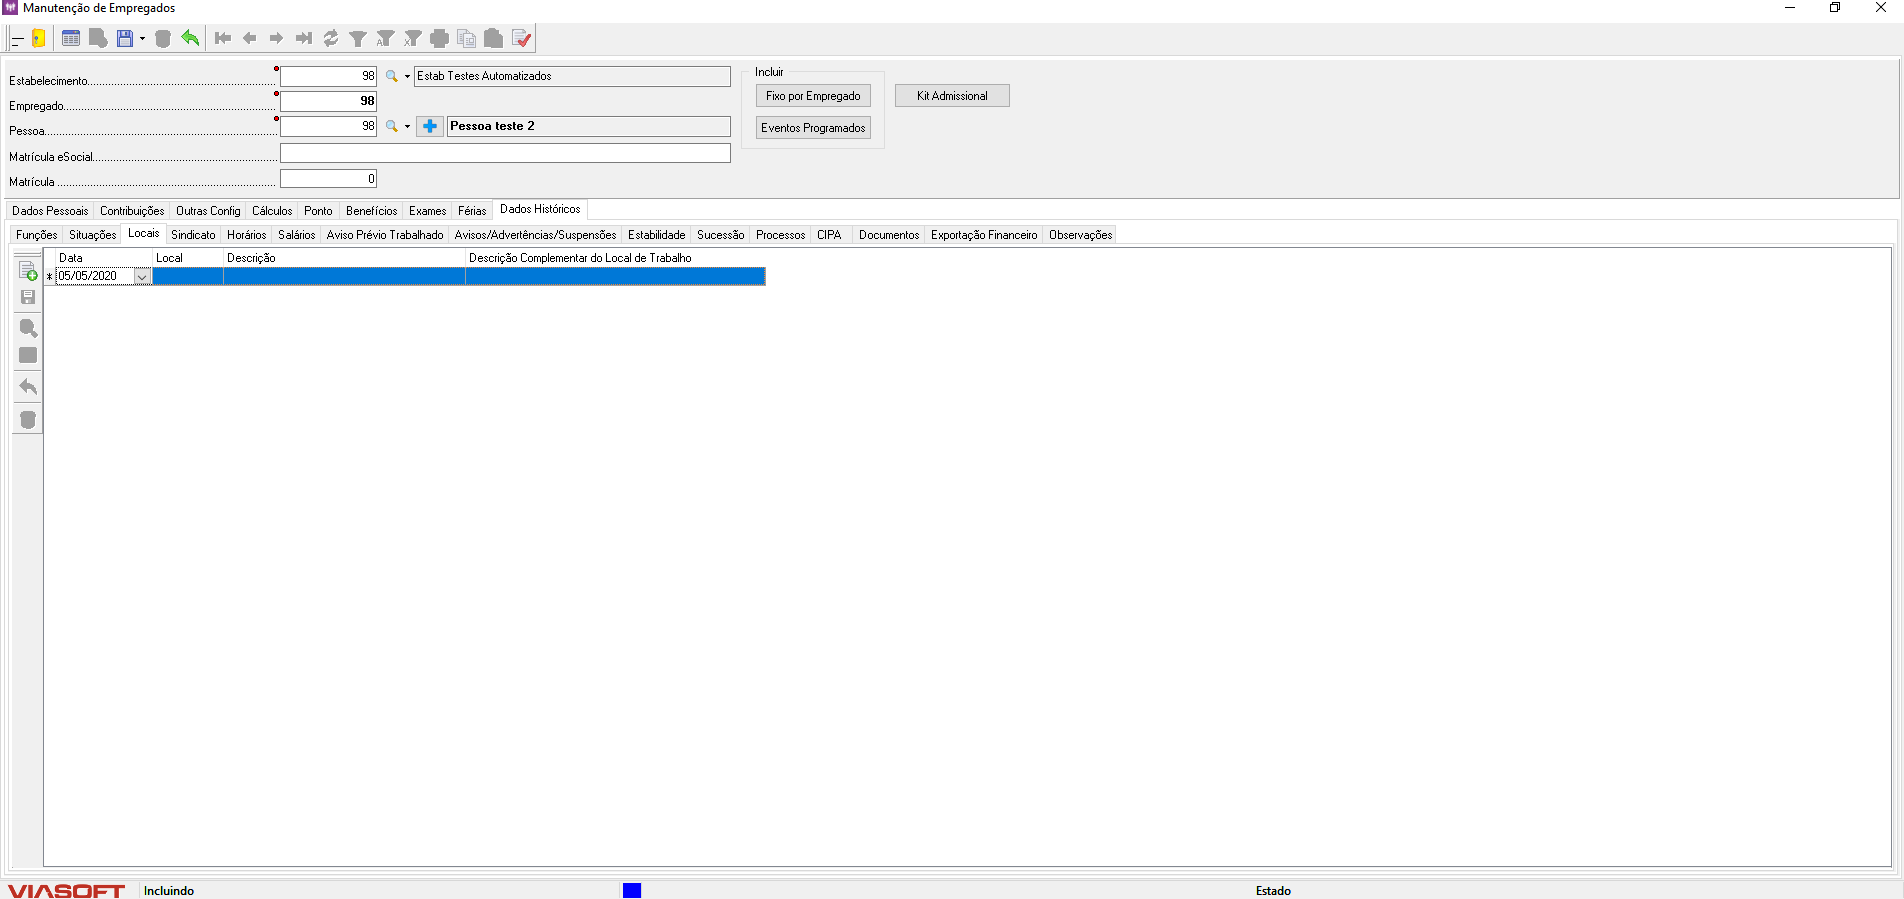 Manutenção de Empregados
Estabelecimento.................................................................. 98 Estab Testes Automatizados
Empregado.......................................................................... 98
Pessoa................................................................................. 98 Pessoa teste 2
Matrícula eSocial.................................................................
Matrícula ............................................................................. 0
Incluir
Fixo por Empregado
Eventos Programados
Kit Admissional
Dados Pessoais Contribuições Outras Config Cálculos Ponto Benefícios Exames Férias Dados Históricos
Funções Situações Locais Sindicato Horários Salários Aviso Prévio Trabalhado Avisos/Advertências/Suspensões Estabilidade Sucessão Processos CIPA Documentos Exportação Financeiro Observações
Data Local Descrição Descrição Complementar do Local de Trabalho
* 05/05/2020
VIASOFT Incluindo Estado